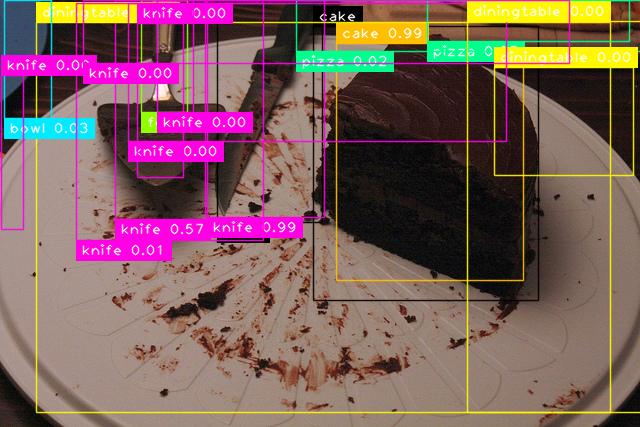 diningtable
knife 0.00
cake
diningtable 0.00
cake 0.99
pizza
pizza 0.02
diningtable 0.00
knife 0.00
knife 0.00
bowl 0.03
knife 0.00
knife 0.00
knife 0.57
knife 0.99
knife 0.01